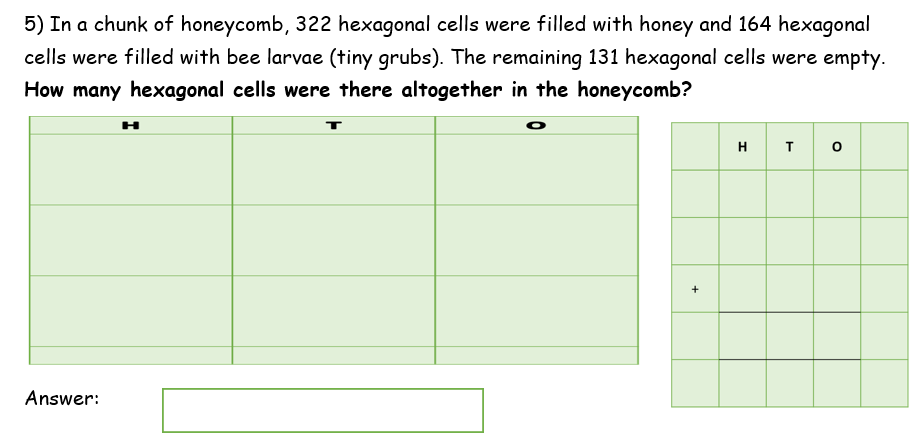 5) In a chunk of honeycomb, 322 hexagonal cells were filled with honey and 164 hexagonal
cells were filled with bee larvae (tiny grubs). The remaining 131 hexagonal cells were empty.
How many hexagonal cells were there altogether in the honeycomb?
H T O
H T O
+
Answer: